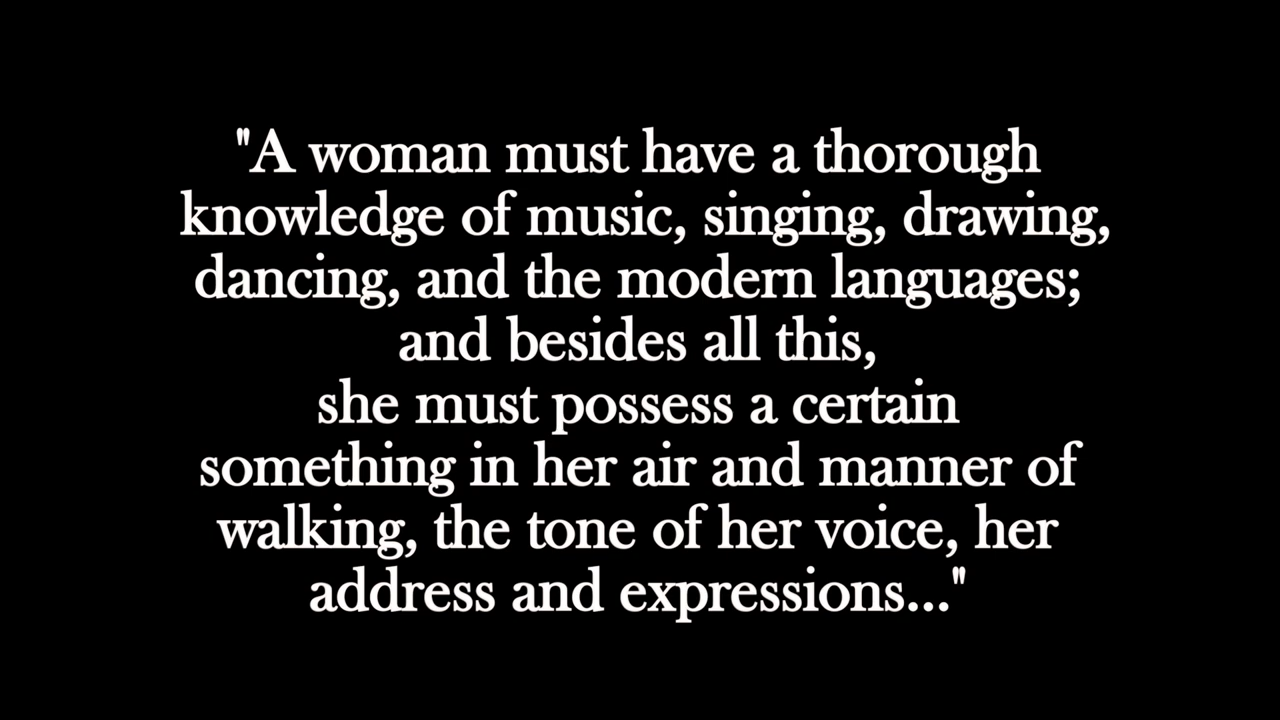 "A woman must have a thorough
knowledge of music, singing, drawing,
dancing, and the modern languages;
and besides all this,
she must possess a certain
something in her air and manner of
walking, the tone of her voice, her
address and expressions..."